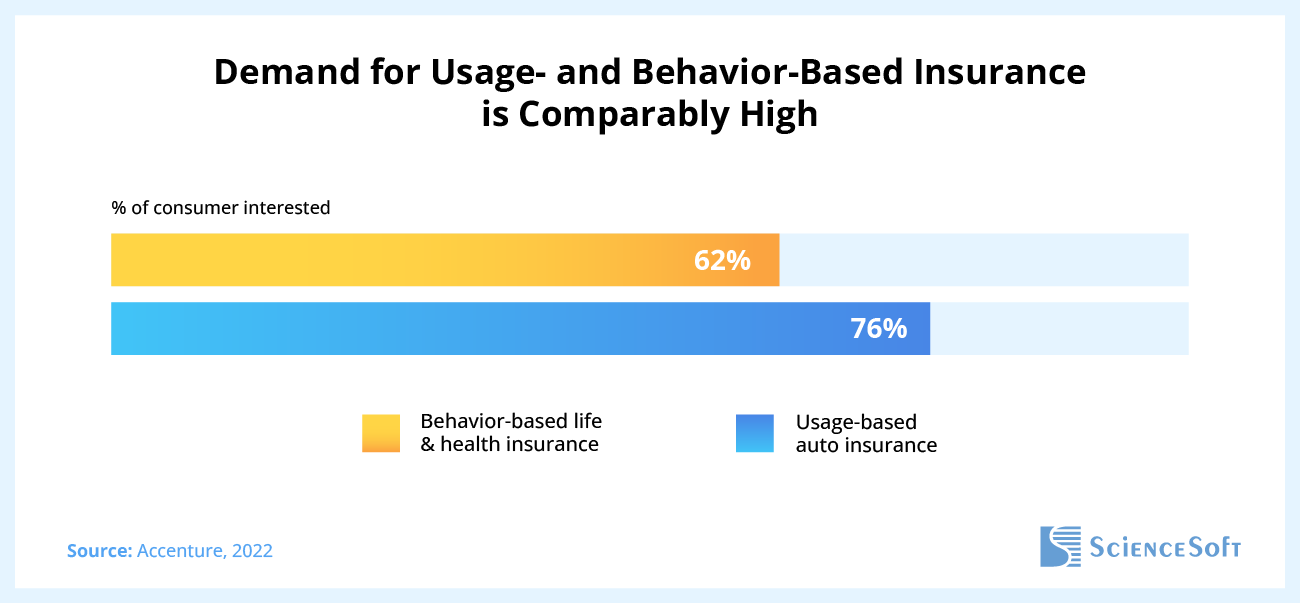 Demand for Usage- and Behavior-Based Insurance
is Comparably High
% of consumer interested
62%
76%
Behavior-based life
& health insurance
Usage-based
auto insurance
Source: Accenture, 2022
ScienceSoft